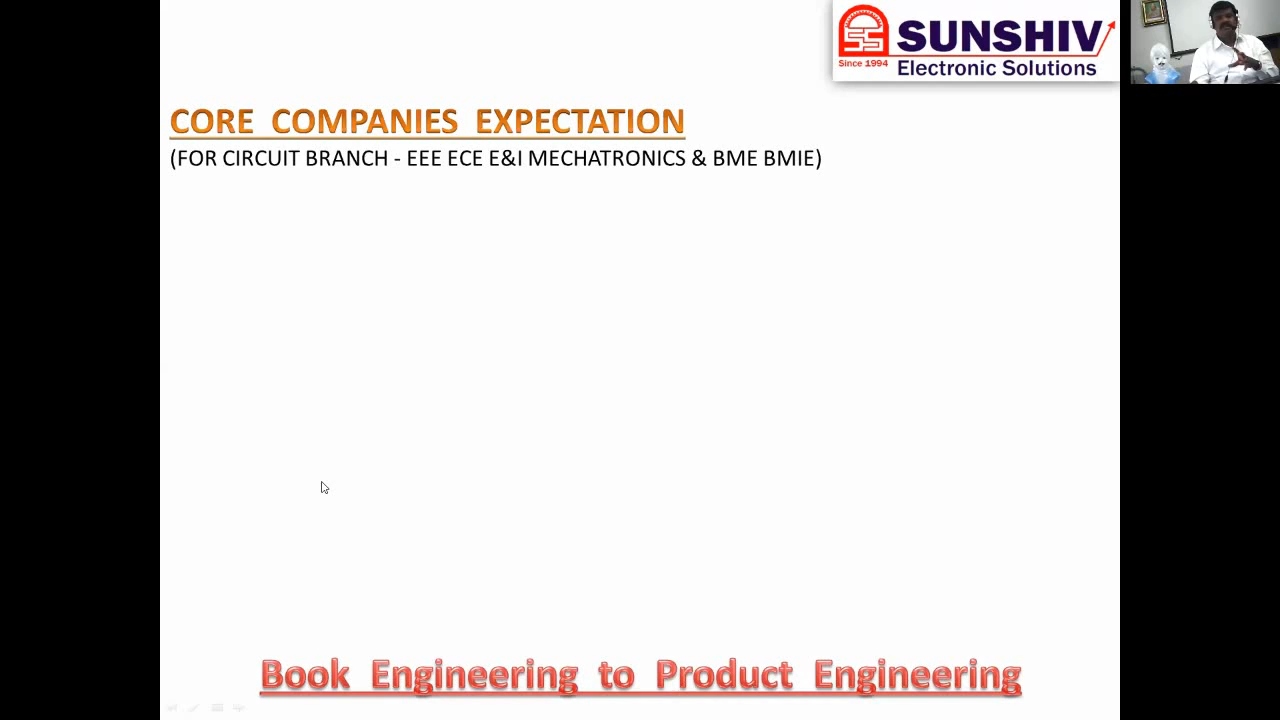 SUNSHIV
Since 1994
Electronic Solutions
CORE COMPANIES EXPECTATION
(FOR CIRCUIT BRANCH - EEE ECE E&I MECHATRONICS & BME BMIE)
Book Engineering to Product Engineering